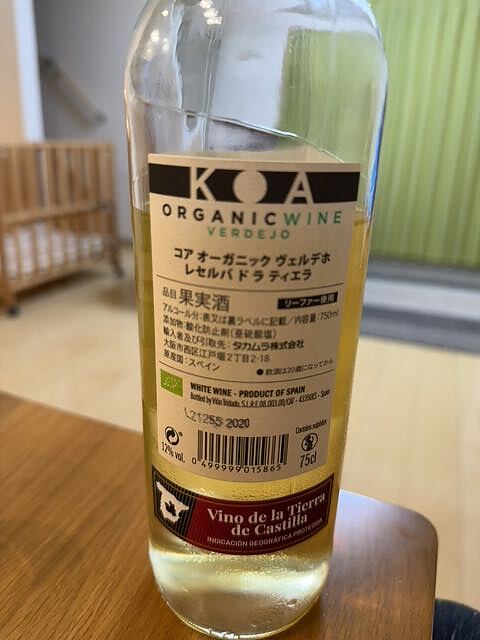 KOA
ORGANICWINE
VERDEJO
コア オーガニック ヴェルデホ
レセルバ ド ラ ティエラ
品目 果実酒 リーファー使用
アルコール分:表又は裏ラベルに記載/内容量:750ml
添加物:酸化防止剤(亜硫酸塩)
輸入者及び引取先: タカムラ株式会社
大阪市西区江戸堀2丁目2-18
原産国:スペイン
● 飲酒は20歳になってから
WHITE WINE - PRODUCT OF SPAIN
L21255 2020
Contains sulphites
12% vol.
0 499999 015865
75cl
Vino de la Tierra
de Castilla
INDICACIÓN GEOGRÁFICA PROTEGIDA